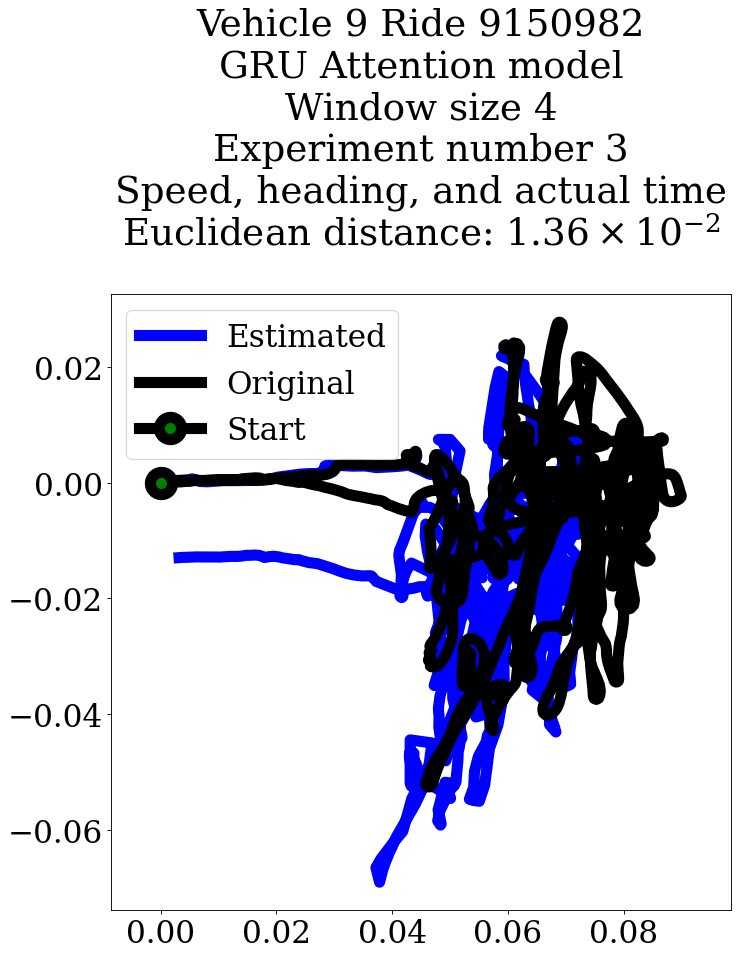 Vehicle 9 Ride 9150982
GRU Attention model
Window size 4
Experiment number 3
Speed, heading, and actual time
Euclidean distance: 1.36 × 10⁻²
Estimated
Original
Start
0.02
0.00
−0.02
−0.04
−0.06
0.00 0.02 0.04 0.06 0.08